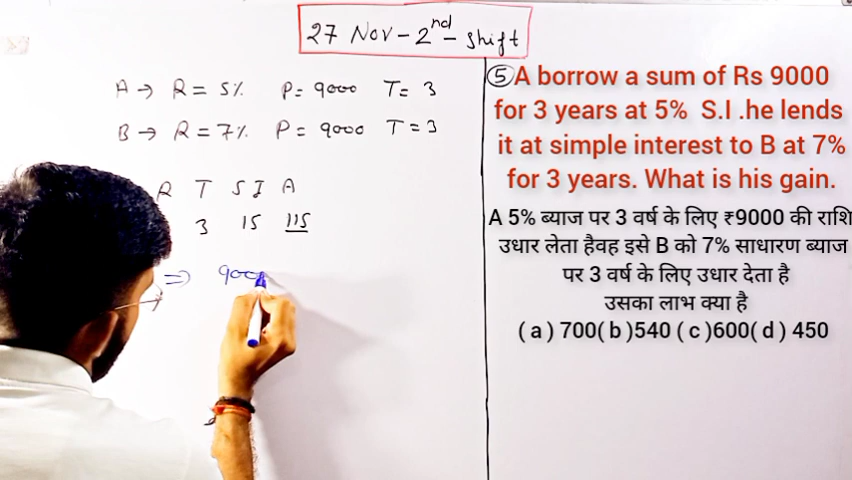 27 Nov - 2nd - shift
A → R = 5% P = 9000 T = 3
B → R = 7% P = 9000 T = 3
R T SI A
3 15 115
⇒ 900
⑤ A borrow a sum of Rs 9000
for 3 years at 5% S.I .he lends
it at simple interest to B at 7%
for 3 years. What is his gain.
A 5% ब्याज पर 3 वर्ष के लिए ₹9000 की राशि
उधार लेता हैवह इसे B को 7% साधारण ब्याज
पर 3 वर्ष के लिए उधार देता है
उसका लाभ क्या है
( a ) 700( b )540 ( c )600( d ) 450